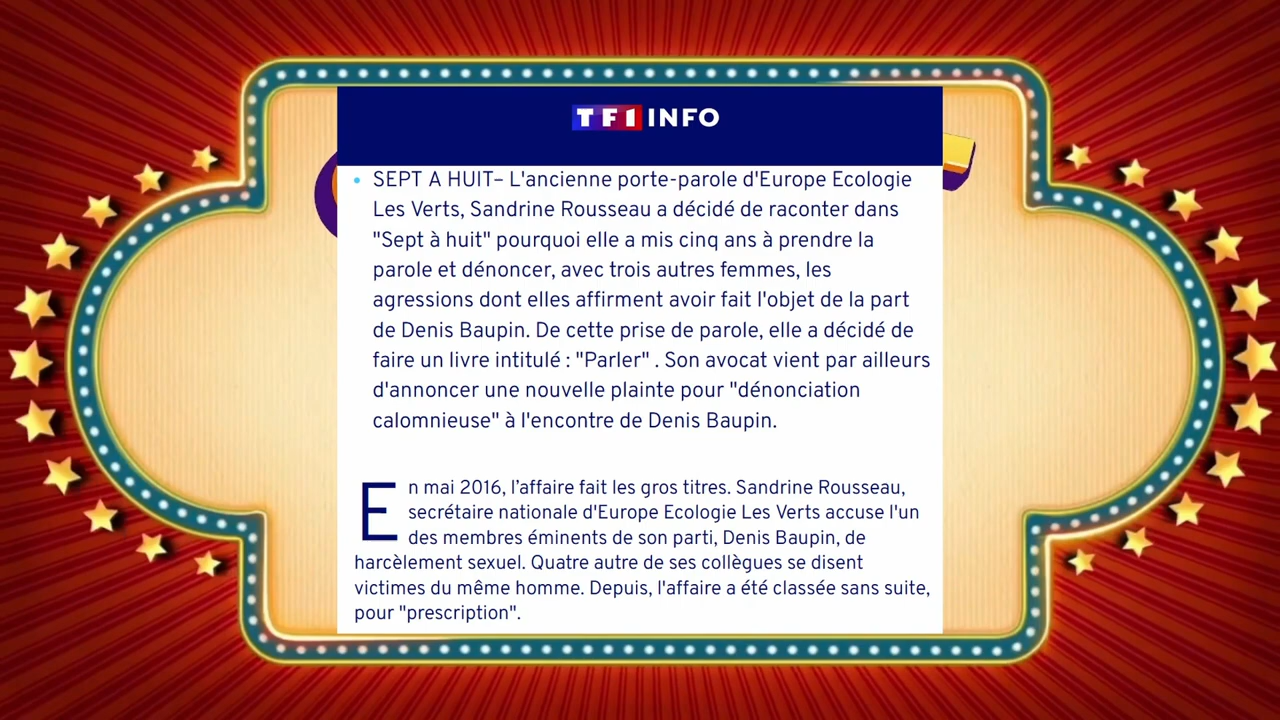 TF1 INFO
• SEPT A HUIT– L'ancienne porte-parole d'Europe Ecologie
Les Verts, Sandrine Rousseau a décidé de raconter dans
"Sept à huit" pourquoi elle a mis cinq ans à prendre la
parole et dénoncer, avec trois autres femmes, les
agressions dont elles affirment avoir fait l'objet de la part
de Denis Baupin. De cette prise de parole, elle a décidé de
faire un livre intitulé : "Parler" . Son avocat vient par ailleurs
d'annoncer une nouvelle plainte pour "dénonciation
calomnieuse" à l'encontre de Denis Baupin.
En mai 2016, l’affaire fait les gros titres. Sandrine Rousseau,
secrétaire nationale d'Europe Ecologie Les Verts accuse l'un
des membres éminents de son parti, Denis Baupin, de
harcèlement sexuel. Quatre autre de ses collègues se disent
victimes du même homme. Depuis, l'affaire a été classée sans suite,
pour "prescription".